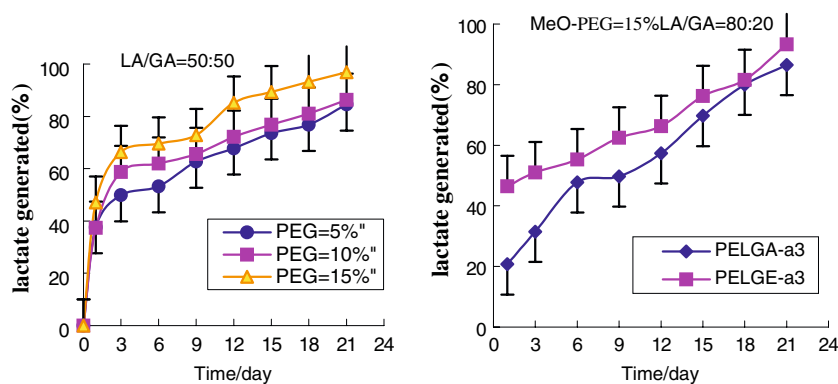 LA/GA=50:50
lactate generated(%)
100
80
60
40
20
0
PEG=5%"
PEG=10%"
PEG=15%"
0 3 6 9 12 15 18 21 24
Time/day
MeO-PEG=15%LA/GA=80:20
lactate generated(%)
100
80
60
40
20
0
PELGA-a3
PELGE-a3
0 3 6 9 12 15 18 21 24
Time/day